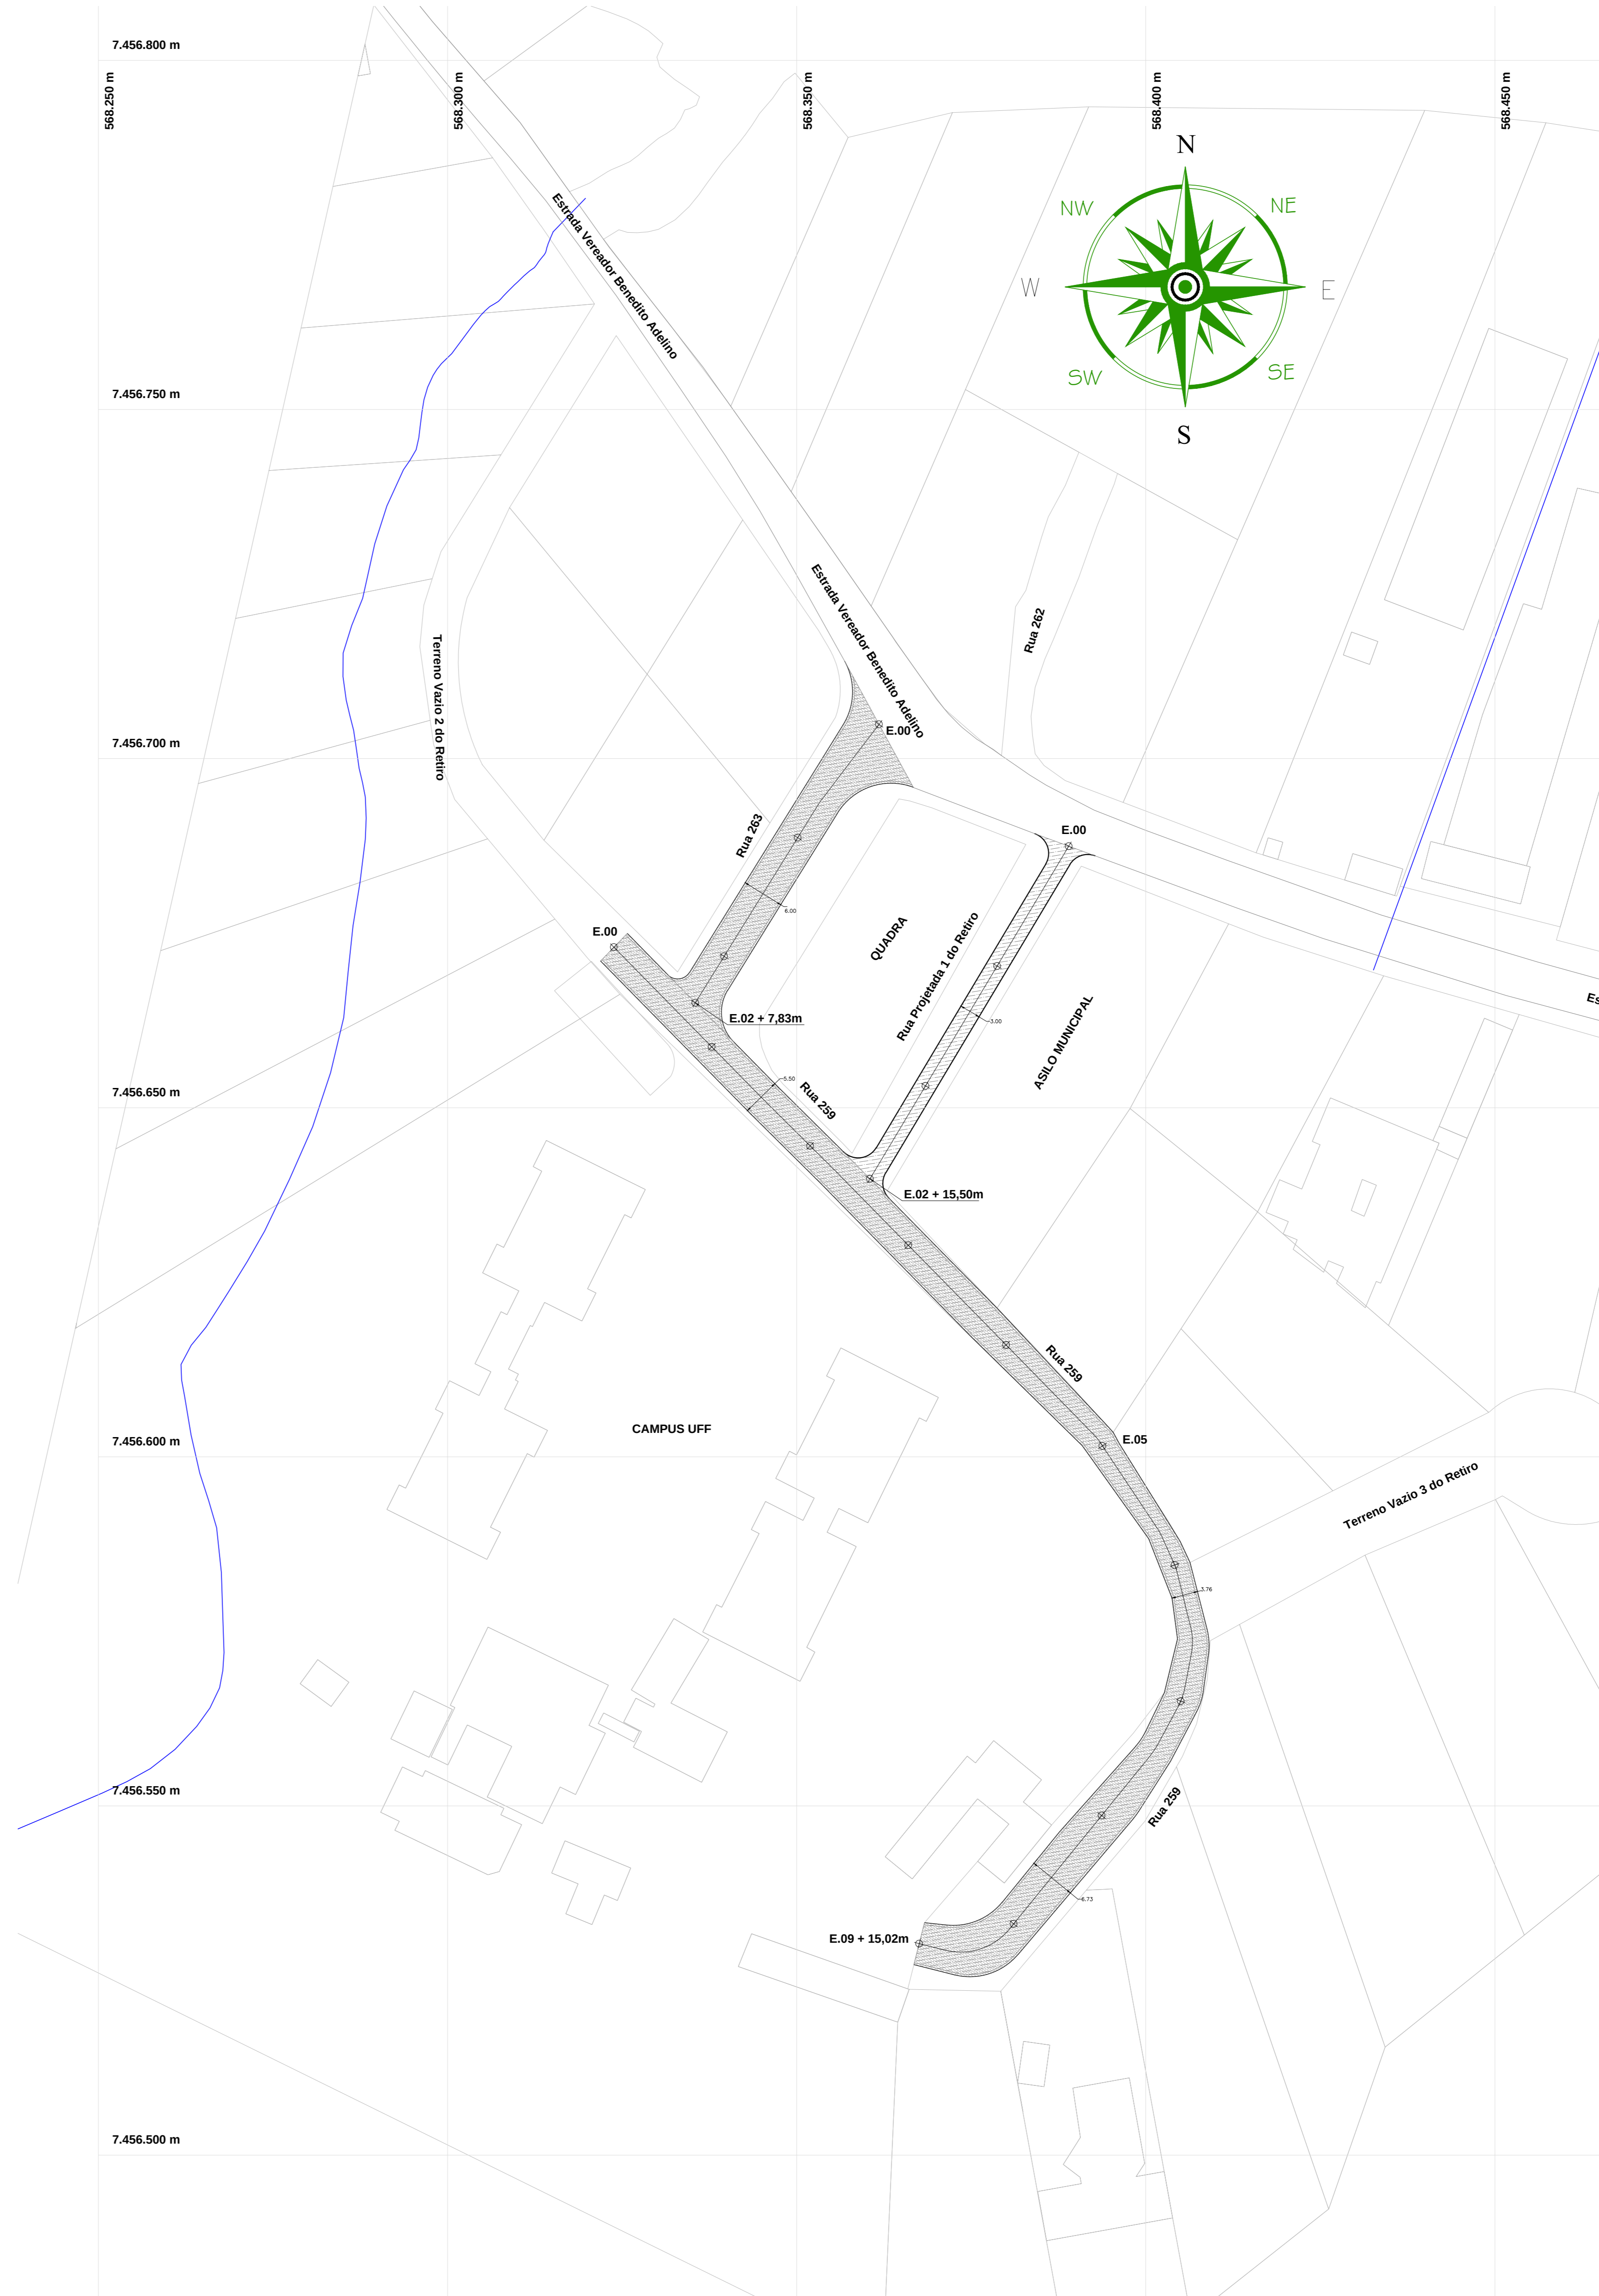 7.456.800 m
568.250 m
568.300 m
568.350 m
568.400 m
568.450 m
N
NW
NE
W
E
SW
SE
S
Estrada Vereador Benedito Adelino
7.456.750 m
Estrada Vereador Benedito Adelino
Rua 262
Terreno Vazio 2 do Retiro
E.00
7.456.700 m
Rua 263
E.00
6.00
QUADRA
Rua Projetada 1 do Retiro
E.00
Es
E.02 + 7,83m
3.00
ASILO MUNICIPAL
5.50
Rua 259
7.456.650 m
E.02 + 15,50m
Rua 259
CAMPUS UFF
E.05
7.456.600 m
Terreno Vazio 3 do Retiro
3.76
7.456.550 m
Rua 259
6.73
E.09 + 15,02m
7.456.500 m